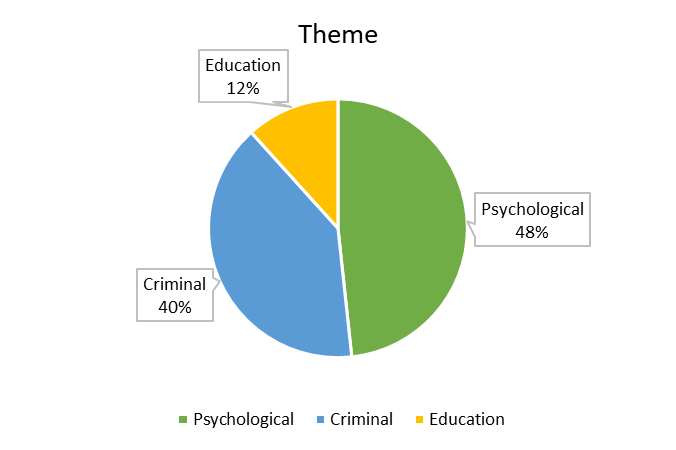 Theme
Education
12%
Psychological
48%
Criminal
40%
Psychological Criminal Education